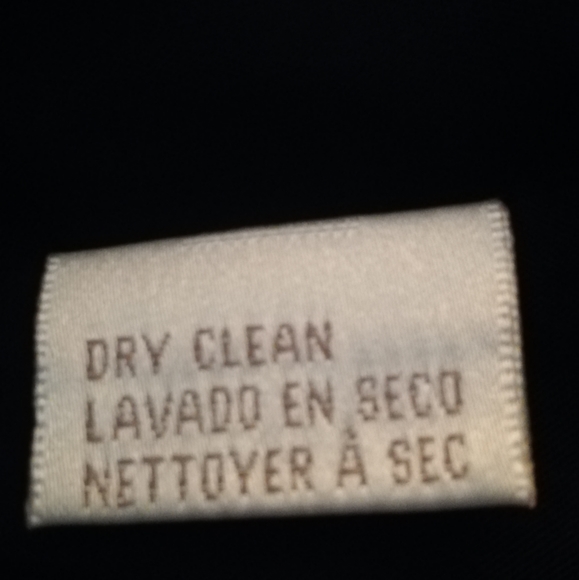 DRY CLEAN
LAVADO EN SECO
NETTOYER À SEC